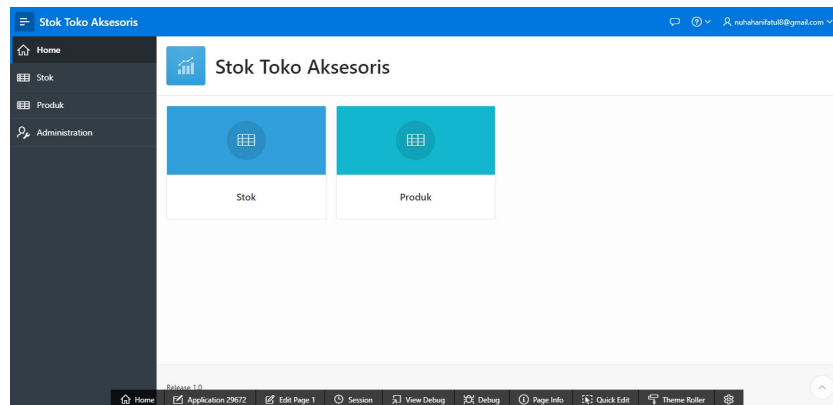 Stok Toko Aksesoris
nuhahanifatul8@gmail.com
Home
Stok
Produk
Administration
Stok Toko Aksesoris
Stok
Produk
Release 1.0
Home Application 29672 Edit Page 1 Session View Debug Debug Page Info Quick Edit Theme Roller